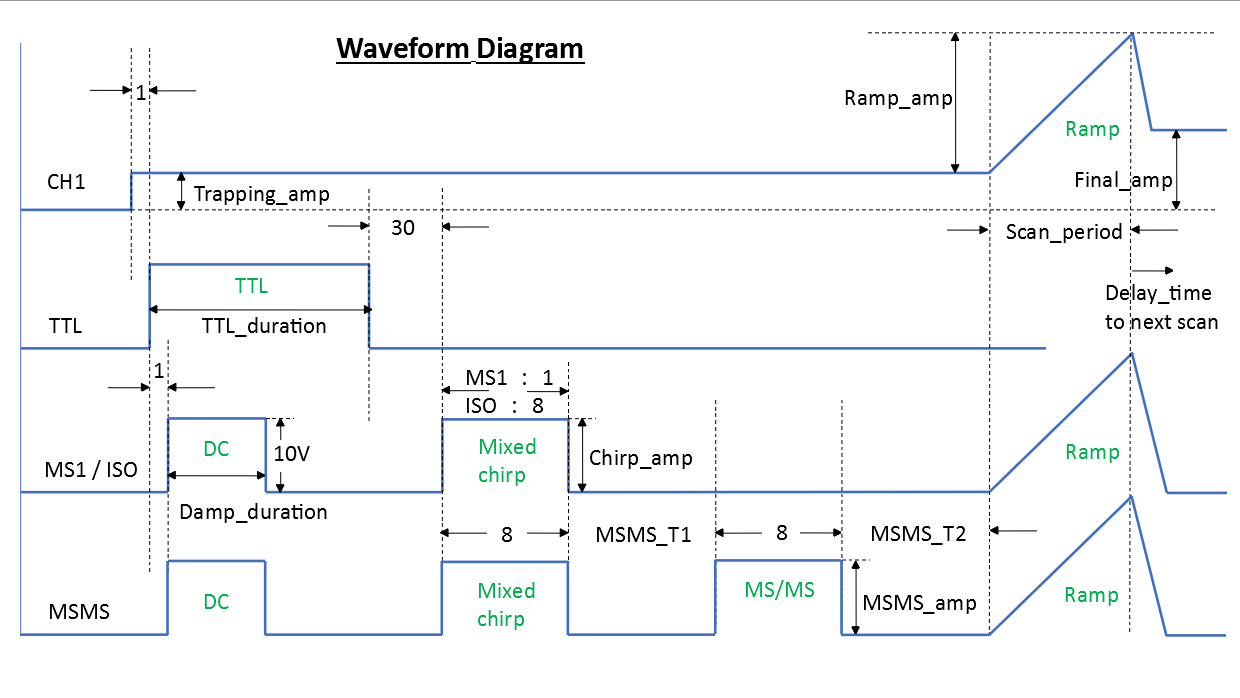 Waveform Diagram
1
Ramp_amp
Ramp
CH1
Trapping_amp
Final_amp
30
Scan_period
TTL
Delay_time
to next scan
TTL
TTL_duration
1
MS1 : 1
ISO : 8
DC
10V
Mixed
chirp
Chirp_amp
Ramp
MS1 / ISO
Damp_duration
8
MSMS_T1
8
MSMS_T2
MSMS
DC
Mixed
chirp
MS/MS
MSMS_amp
Ramp